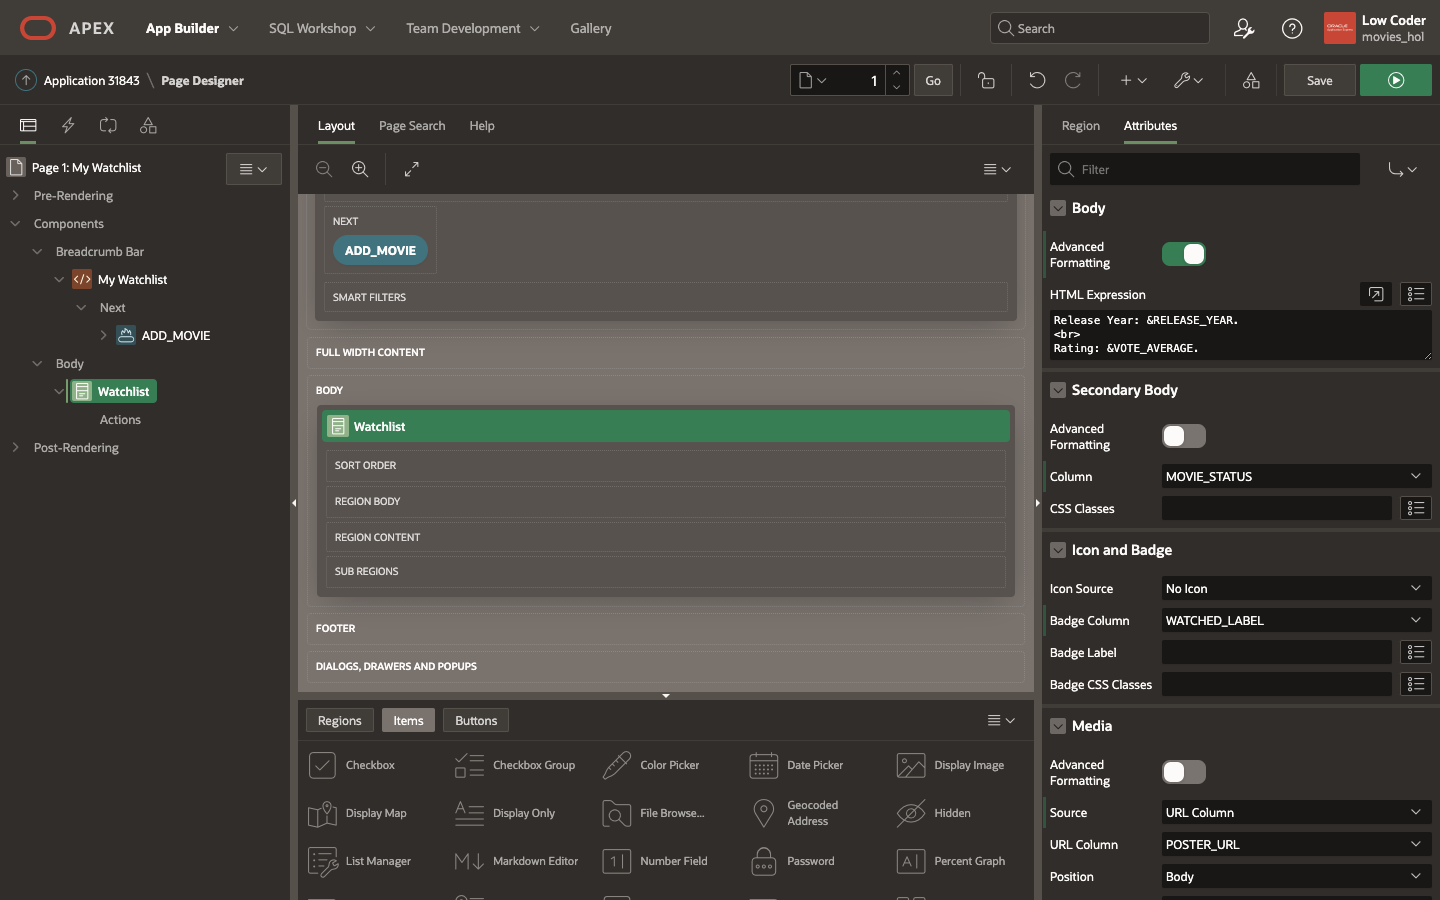 APEX
App Builder
SQL Workshop
Team Development
Gallery
Search
ORACLE
Low Coder
movies_hol
Application 31843 \ Page Designer
1
Go
Save
Page 1: My Watchlist
Pre-Rendering
Components
Breadcrumb Bar
My Watchlist
Next
ADD_MOVIE
Body
Watchlist
Actions
Post-Rendering
Layout
Page Search
Help
NEXT
ADD_MOVIE
SMART FILTERS
FULL WIDTH CONTENT
BODY
Watchlist
SORT ORDER
REGION BODY
REGION CONTENT
SUB REGIONS
FOOTER
DIALOGS, DRAWERS AND POPUPS
Regions
Items
Buttons
Checkbox
Checkbox Group
Color Picker
Date Picker
Display Image
Display Map
Display Only
File Browse...
Geocoded
Address
Hidden
List Manager
Markdown Editor
Number Field
Password
Percent Graph
Region
Attributes
Filter
Body
Advanced
Formatting
HTML Expression
Release Year: &RELEASE_YEAR.
<br>
Rating: &VOTE_AVERAGE.
Secondary Body
Advanced
Formatting
Column
MOVIE_STATUS
CSS Classes
Icon and Badge
Icon Source
No Icon
Badge Column
WATCHED_LABEL
Badge Label
Badge CSS Classes
Media
Advanced
Formatting
Source
URL Column
URL Column
POSTER_URL
Position
Body